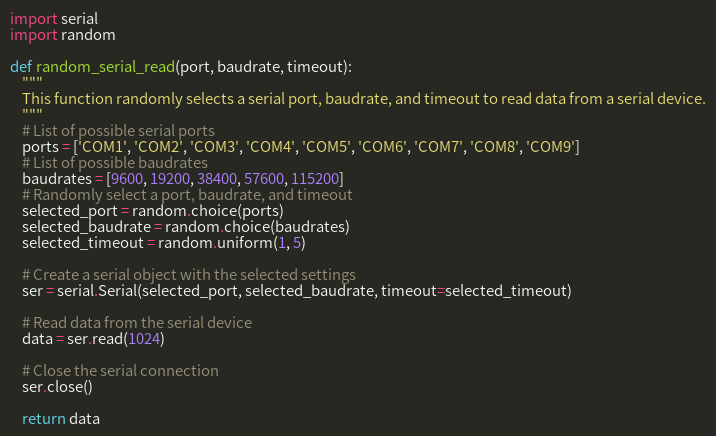 import serial
import random
def random_serial_read(port, baudrate, timeout):
"""
This function randomly selects a serial port, baudrate, and timeout to read data from a serial device.
"""
# List of possible serial ports
ports = ['COM1', 'COM2', 'COM3', 'COM4', 'COM5', 'COM6', 'COM7', 'COM8', 'COM9']
# List of possible baudrates
baudrates = [9600, 19200, 38400, 57600, 115200]
# Randomly select a port, baudrate, and timeout
selected_port = random.choice(ports)
selected_baudrate = random.choice(baudrates)
selected_timeout = random.uniform(1, 5)
# Create a serial object with the selected settings
ser = serial.Serial(selected_port, selected_baudrate, timeout=selected_timeout)
# Read data from the serial device
data = ser.read(1024)
# Close the serial connection
ser.close()
return data